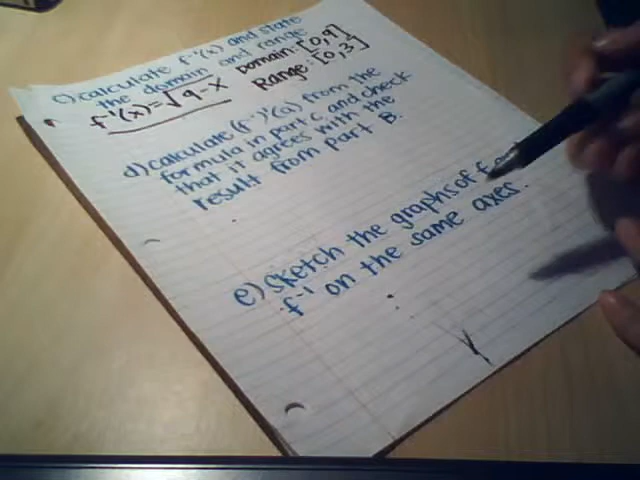 c) calculate f⁻¹(x) and state
the domain and range
f⁻¹(x)=√9-x Domain: [0,9]
Range: [0,3]
d) calculate (f⁻¹)'(a) from the
formula in part c and check
that it agrees with the
result from part B.
e) sketch the graphs of f
f⁻¹ on the same axes.